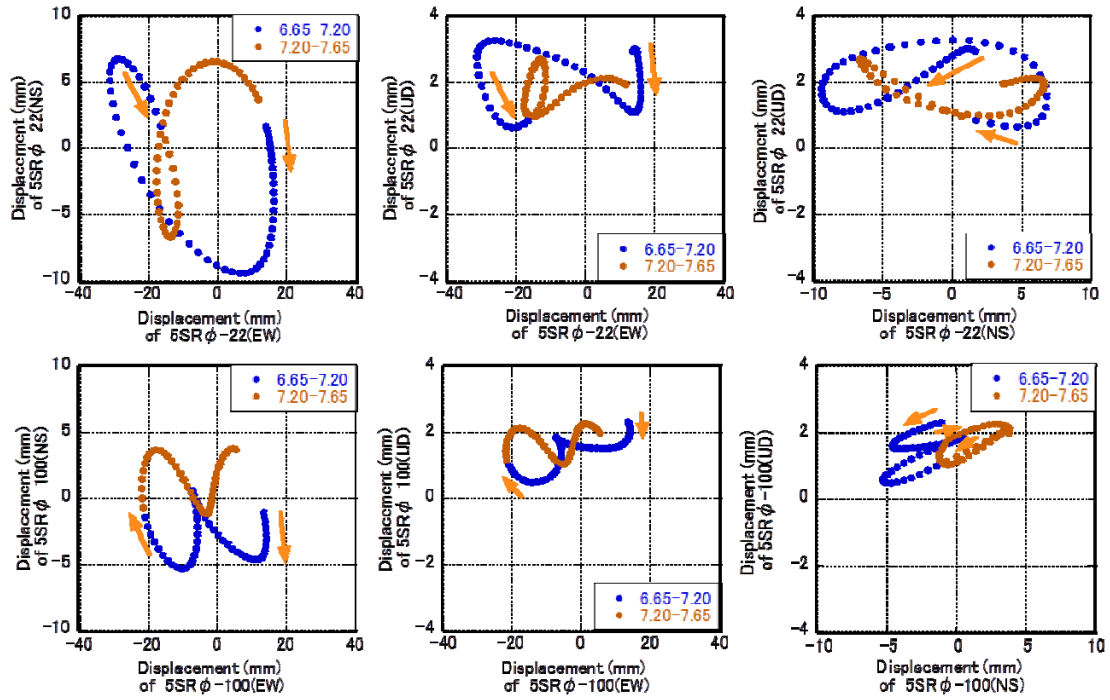 Displacement (mm)
of 5SRφ 22(NS)
10
5
0
-5
-10
6.65 7.20
7.20-7.65
-40 -20 0 20 40
Displacement (mm)
of 5SRφ-22(EW)
Displacement (mm)
of 5SRφ 22(UD)
4
2
0
-2
-4
6.65-7.20
7.20-7.65
-40 -20 0 20 40
Displacement (mm)
of 5SRφ-22(EW)
Displacement (mm)
of 5SRφ 22(UD)
4
2
0
-2
-4
6.65-7.20
7.20-7.65
-10 -5 0 5 10
Displacement (mm)
of 5SRφ-22(NS)
Displacement (mm)
of 5SRφ 100(NS)
10
5
0
-5
-10
6.65-7.20
7.20-7.65
-40 -20 0 20 40
Displacement (mm)
of 5SRφ-100(EW)
Displacement (mm)
of 5SRφ 100(UD)
4
2
0
-2
-4
6.65-7.20
7.20-7.65
-40 -20 0 20 40
Displacement (mm)
of 5SRφ-100(EW)
Displacement (mm)
of 5SRφ-100(UD)
4
2
0
-2
-4
6.65-7.20
7.20-7.65
-10 -5 0 5 10
Displacement (mm)
of 5SRφ-100(NS)